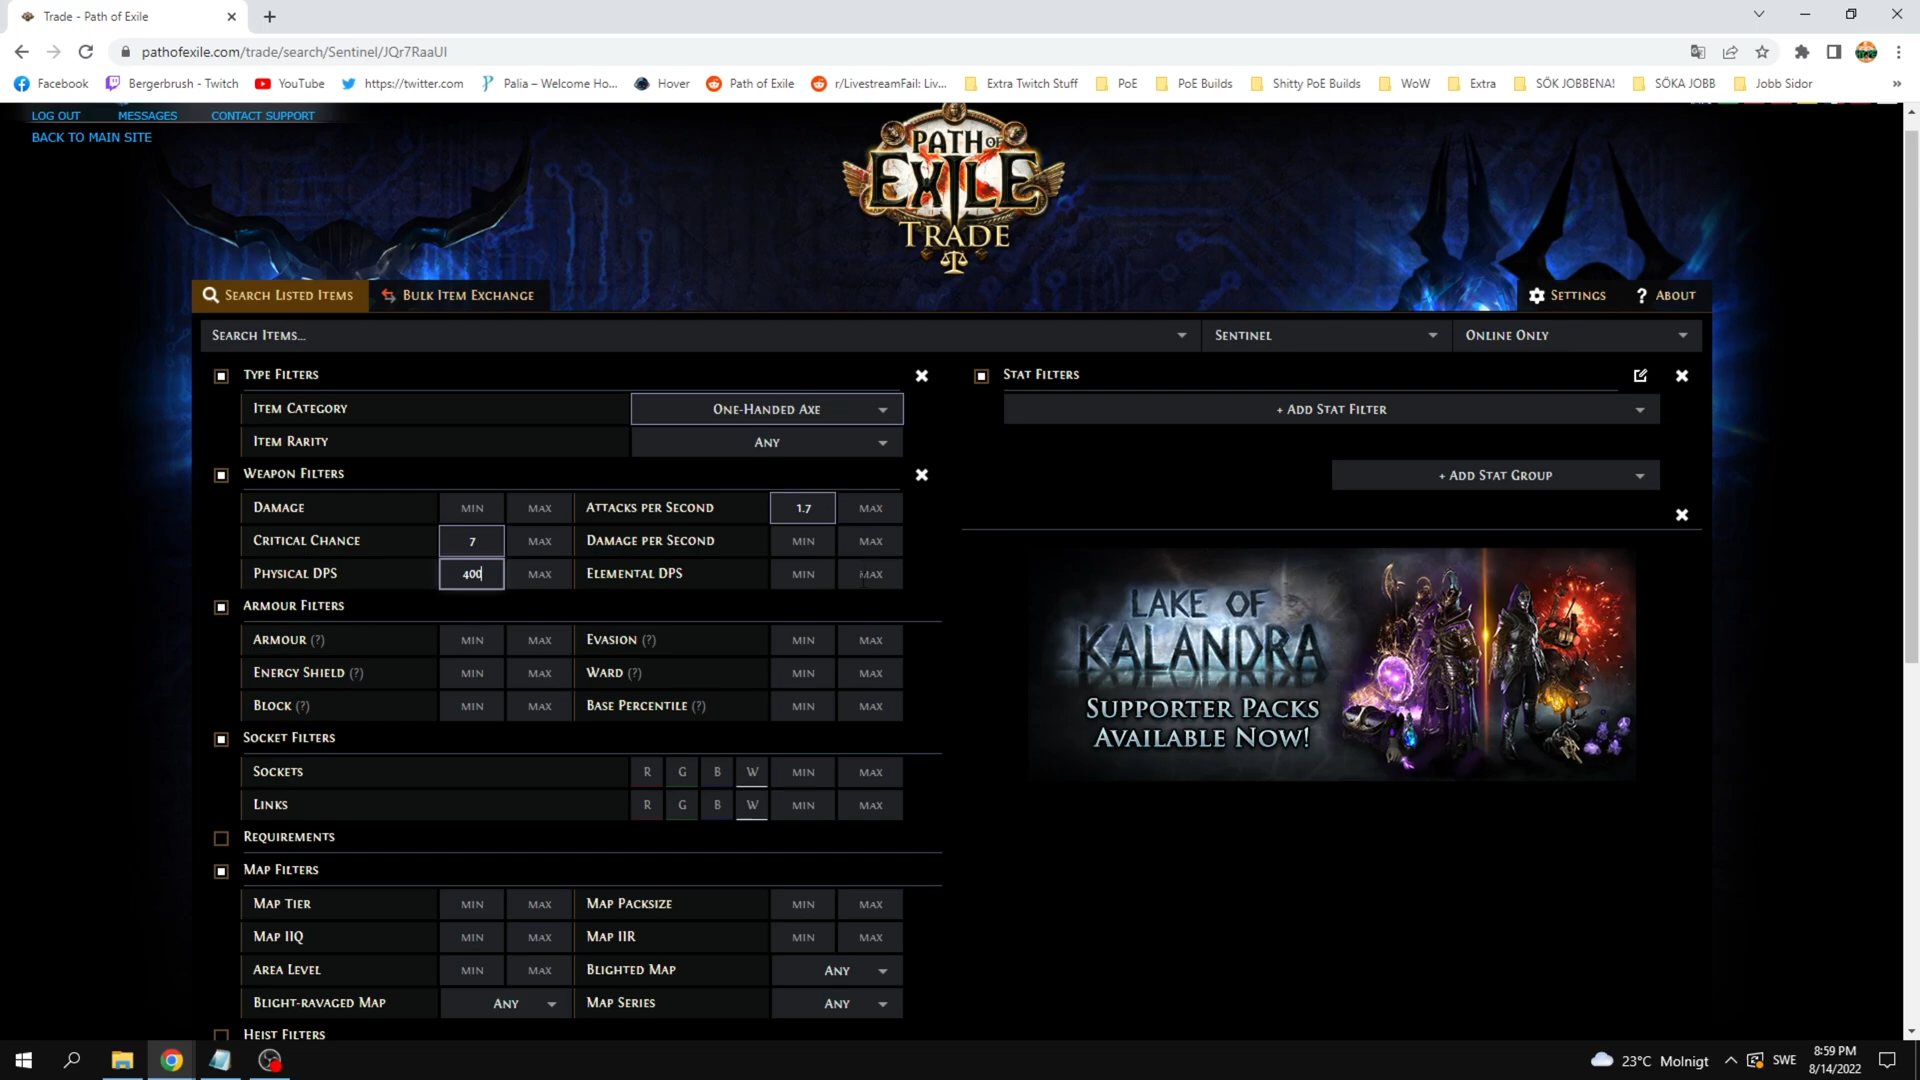 Trade - Path of Exile
pathofexile.com/trade/search/Sentinel/JQr7RaaUI
Facebook Bergerbrush - Twitch YouTube https://twitter.com Palia – Welcome Ho... Hover Path of Exile r/LivestreamFail: Liv... Extra Twitch Stuff PoE PoE Builds Shitty PoE Builds WoW Extra SÖK JOBBENA! SÖKA JOBB Jobb Sidor »
LOG OUT MESSAGES CONTACT SUPPORT
BACK TO MAIN SITE
PATH OF
EXILE
TRADE
SEARCH LISTED ITEMS BULK ITEM EXCHANGE SETTINGS ? ABOUT
SEARCH ITEMS... SENTINEL ONLINE ONLY
TYPE FILTERS STAT FILTERS
ITEM CATEGORY ONE-HANDED AXE + ADD STAT FILTER
ITEM RARITY ANY
WEAPON FILTERS + ADD STAT GROUP
DAMAGE MIN MAX ATTACKS PER SECOND 1.7 MAX
CRITICAL CHANCE 7 MAX DAMAGE PER SECOND MIN MAX
PHYSICAL DPS 400 MAX ELEMENTAL DPS MIN MAX
ARMOUR FILTERS
ARMOUR (?) MIN MAX EVASION (?) MIN MAX
ENERGY SHIELD (?) MIN MAX WARD (?) MIN MAX
BLOCK (?) MIN MAX BASE PERCENTILE (?) MIN MAX
SOCKET FILTERS
SOCKETS R G B W MIN MAX
LINKS R G B W MIN MAX
REQUIREMENTS
MAP FILTERS
MAP TIER MIN MAX MAP PACKSIZE MIN MAX
MAP IIQ MIN MAX MAP IIR MIN MAX
AREA LEVEL MIN MAX BLIGHTED MAP ANY
BLIGHT-RAVAGED MAP ANY MAP SERIES ANY
HEIST FILTERS
LAKE OF
KALANDRA
SUPPORTER PACKS
AVAILABLE NOW!
23°C Molnigt SWE 8:59 PM
8/14/2022